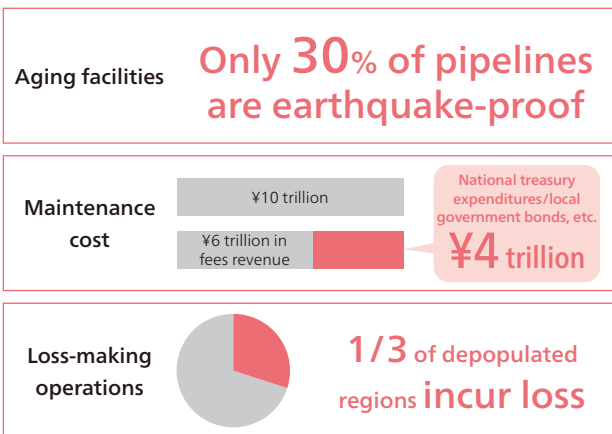 Aging facilities
Only 30% of pipelines
are earthquake-proof
Maintenance
cost
¥10 trillion
¥6 trillion in
fees revenue
National treasury
expenditures/local
government bonds, etc.
¥4 trillion
Loss-making
operations
1/3 of depopulated
regions incur loss